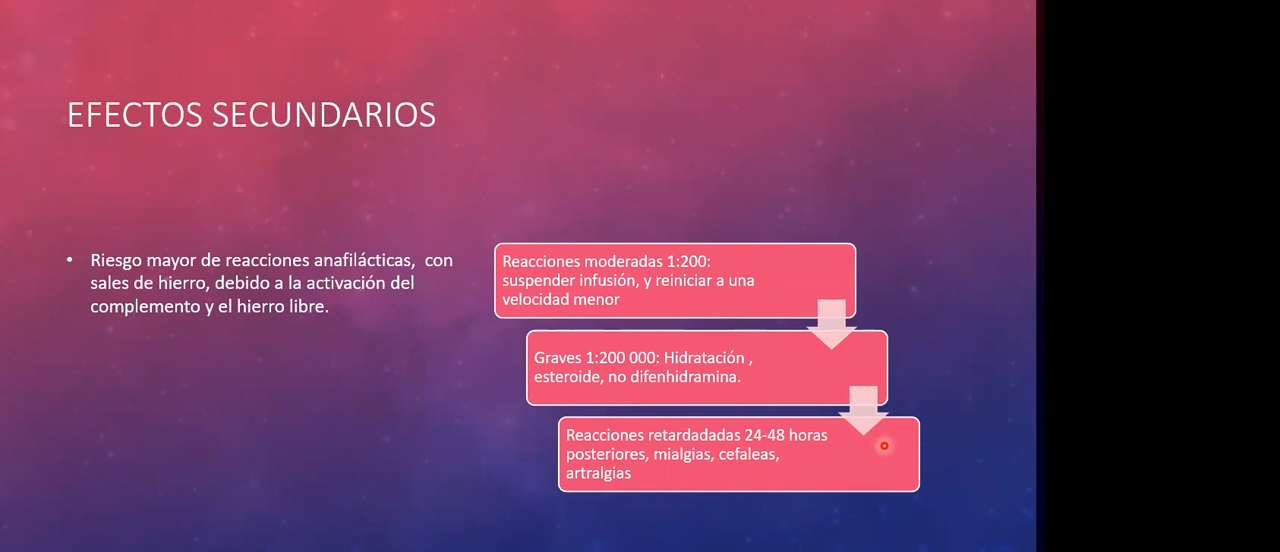 EFECTOS SECUNDARIOS
• Riesgo mayor de reacciones anafilácticas, con
sales de hierro, debido a la activación del
complemento y el hierro libre.
Reacciones moderadas 1:200:
suspender infusión, y reiniciar a una
velocidad menor
Graves 1:200 000: Hidratación ,
esteroide, no difenhidramina.
Reacciones retardadadas 24-48 horas
posteriores, mialgias, cefaleas,
artralgias